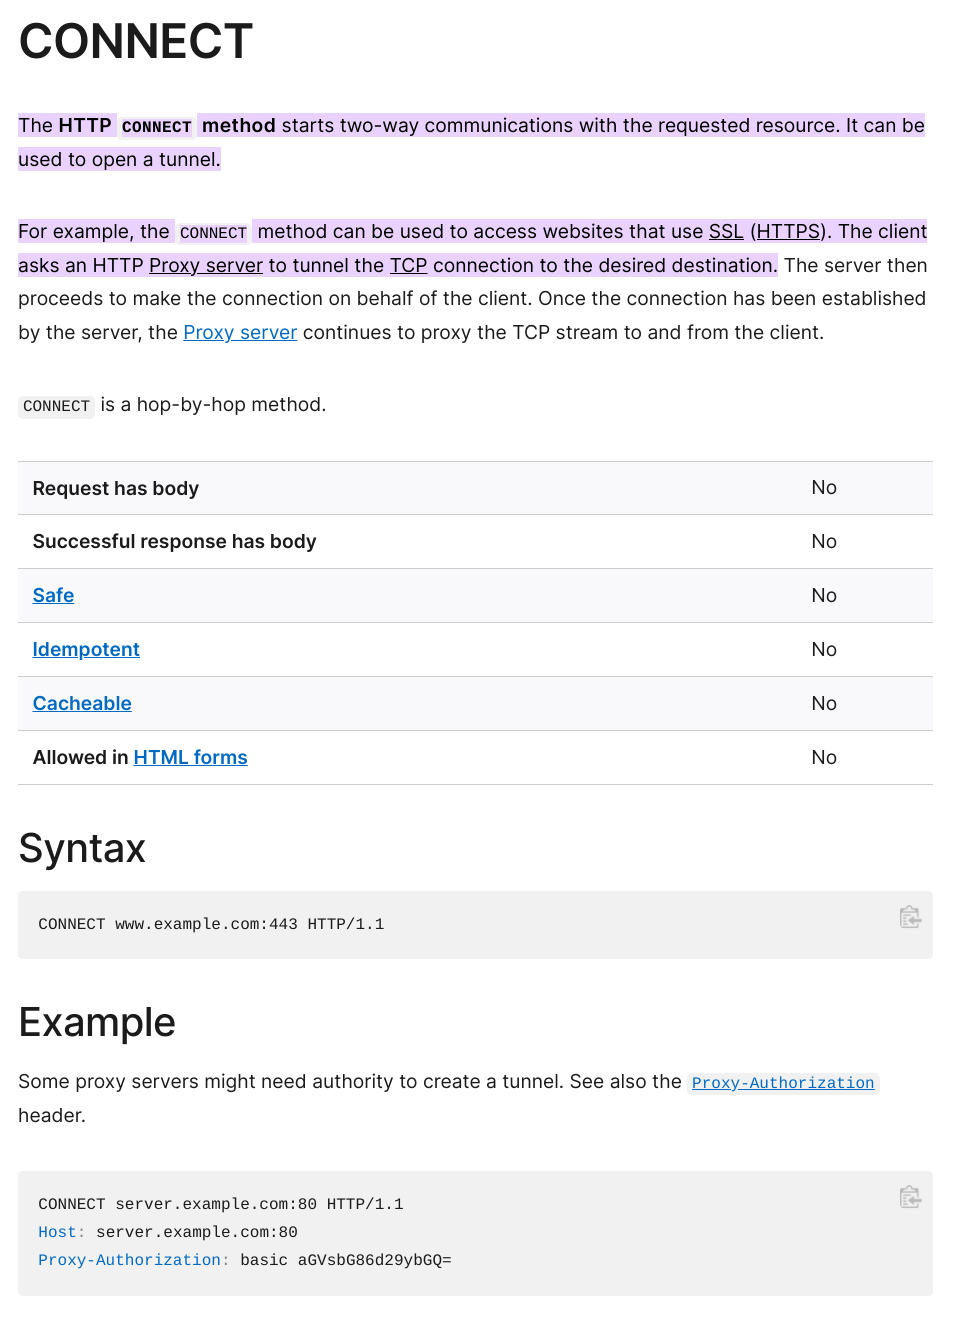 CONNECT
The HTTP CONNECT method starts two-way communications with the requested resource. It can be
used to open a tunnel.
For example, the CONNECT method can be used to access websites that use SSL (HTTPS). The client
asks an HTTP Proxy server to tunnel the TCP connection to the desired destination. The server then
proceeds to make the connection on behalf of the client. Once the connection has been established
by the server, the Proxy server continues to proxy the TCP stream to and from the client.
CONNECT is a hop-by-hop method.
Request has body No
Successful response has body No
Safe No
Idempotent No
Cacheable No
Allowed in HTML forms No
Syntax
CONNECT www.example.com:443 HTTP/1.1
Example
Some proxy servers might need authority to create a tunnel. See also the Proxy-Authorization
header.
CONNECT server.example.com:80 HTTP/1.1
Host: server.example.com:80
Proxy-Authorization: basic aGVsbG86d29ybGQ=